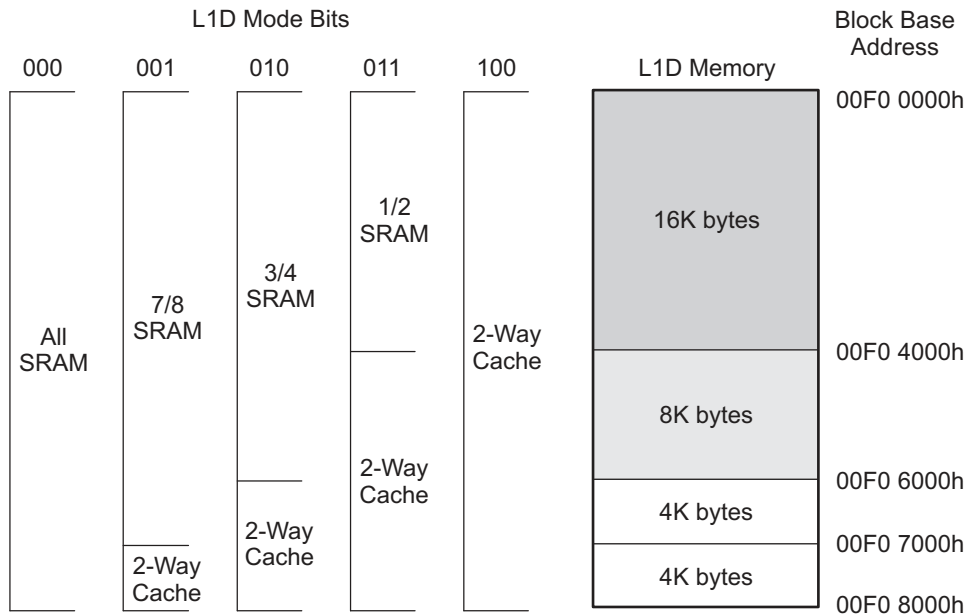 L1D Mode Bits
Block Base
Address
000 001 010 011 100 L1D Memory
00F0 0000h
1/2
SRAM
16K bytes
3/4
SRAM
7/8
SRAM
All
SRAM
2-Way
Cache
00F0 4000h
8K bytes
2-Way
Cache
00F0 6000h
4K bytes
2-Way
Cache
00F0 7000h
2-Way
Cache
4K bytes
00F0 8000h